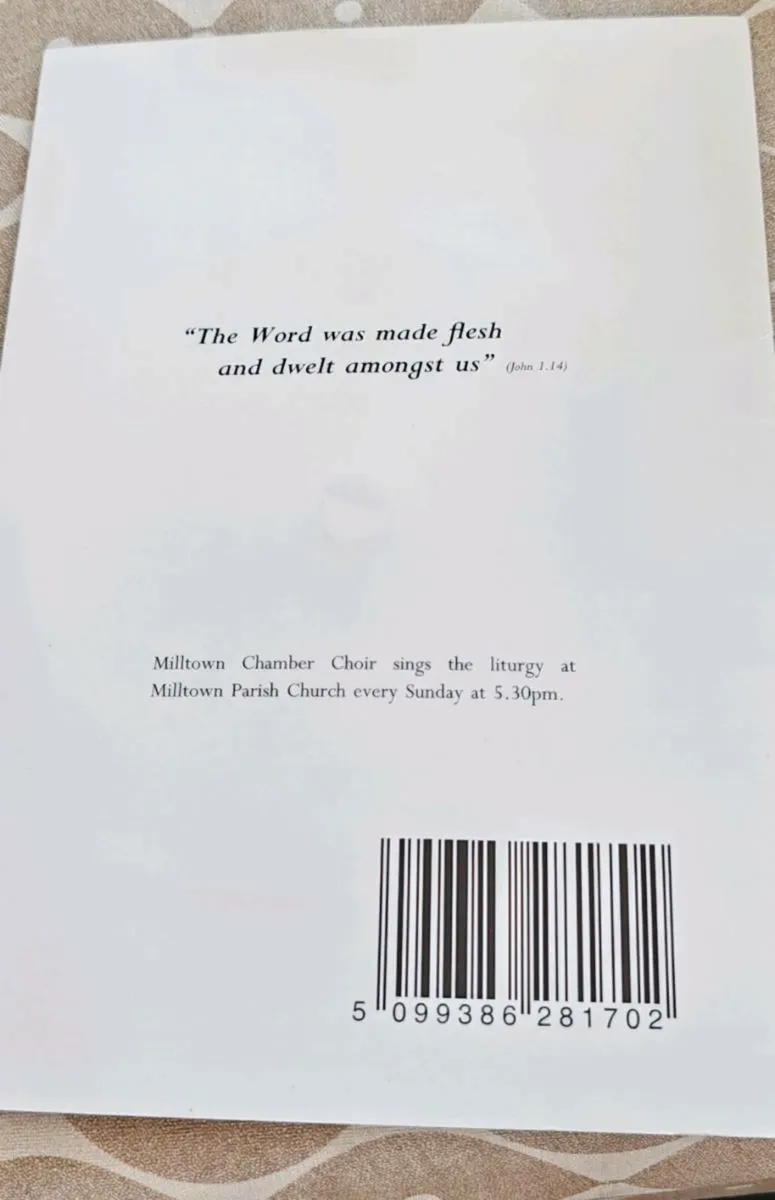 “The Word was made flesh
and dwelt amongst us” (John 1.14)
Milltown Chamber Choir sings the liturgy at
Milltown Parish Church every Sunday at 5.30pm.
5 099386 281702